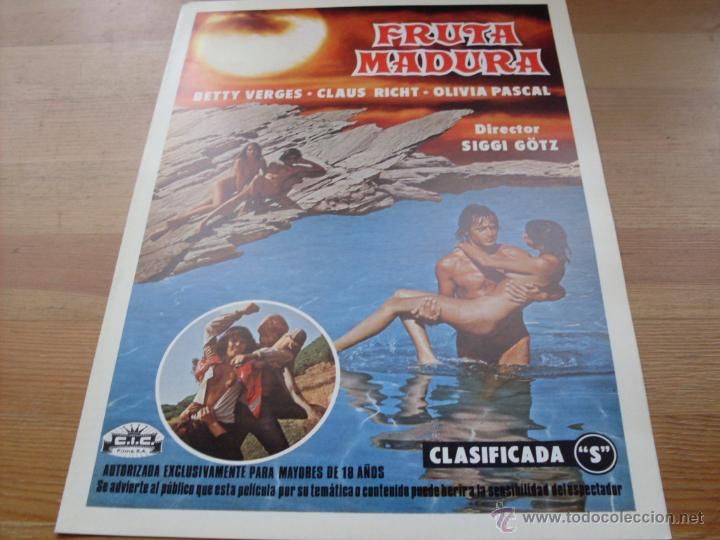 FRUTA
MADURA
BETTY VERGES - CLAUS RICHT - OLIVIA PASCAL
Director
SIGGI GÖTZ
C.I.C.
Films S.A.
CLASIFICADA "S"
AUTORIZADA EXCLUSIVAMENTE PARA MAYORES DE 18 AÑOS
Se advierte al público que esta película por su temática o contenido puede herir a la sensibilidad del espectador
© www.todocoleccion.net